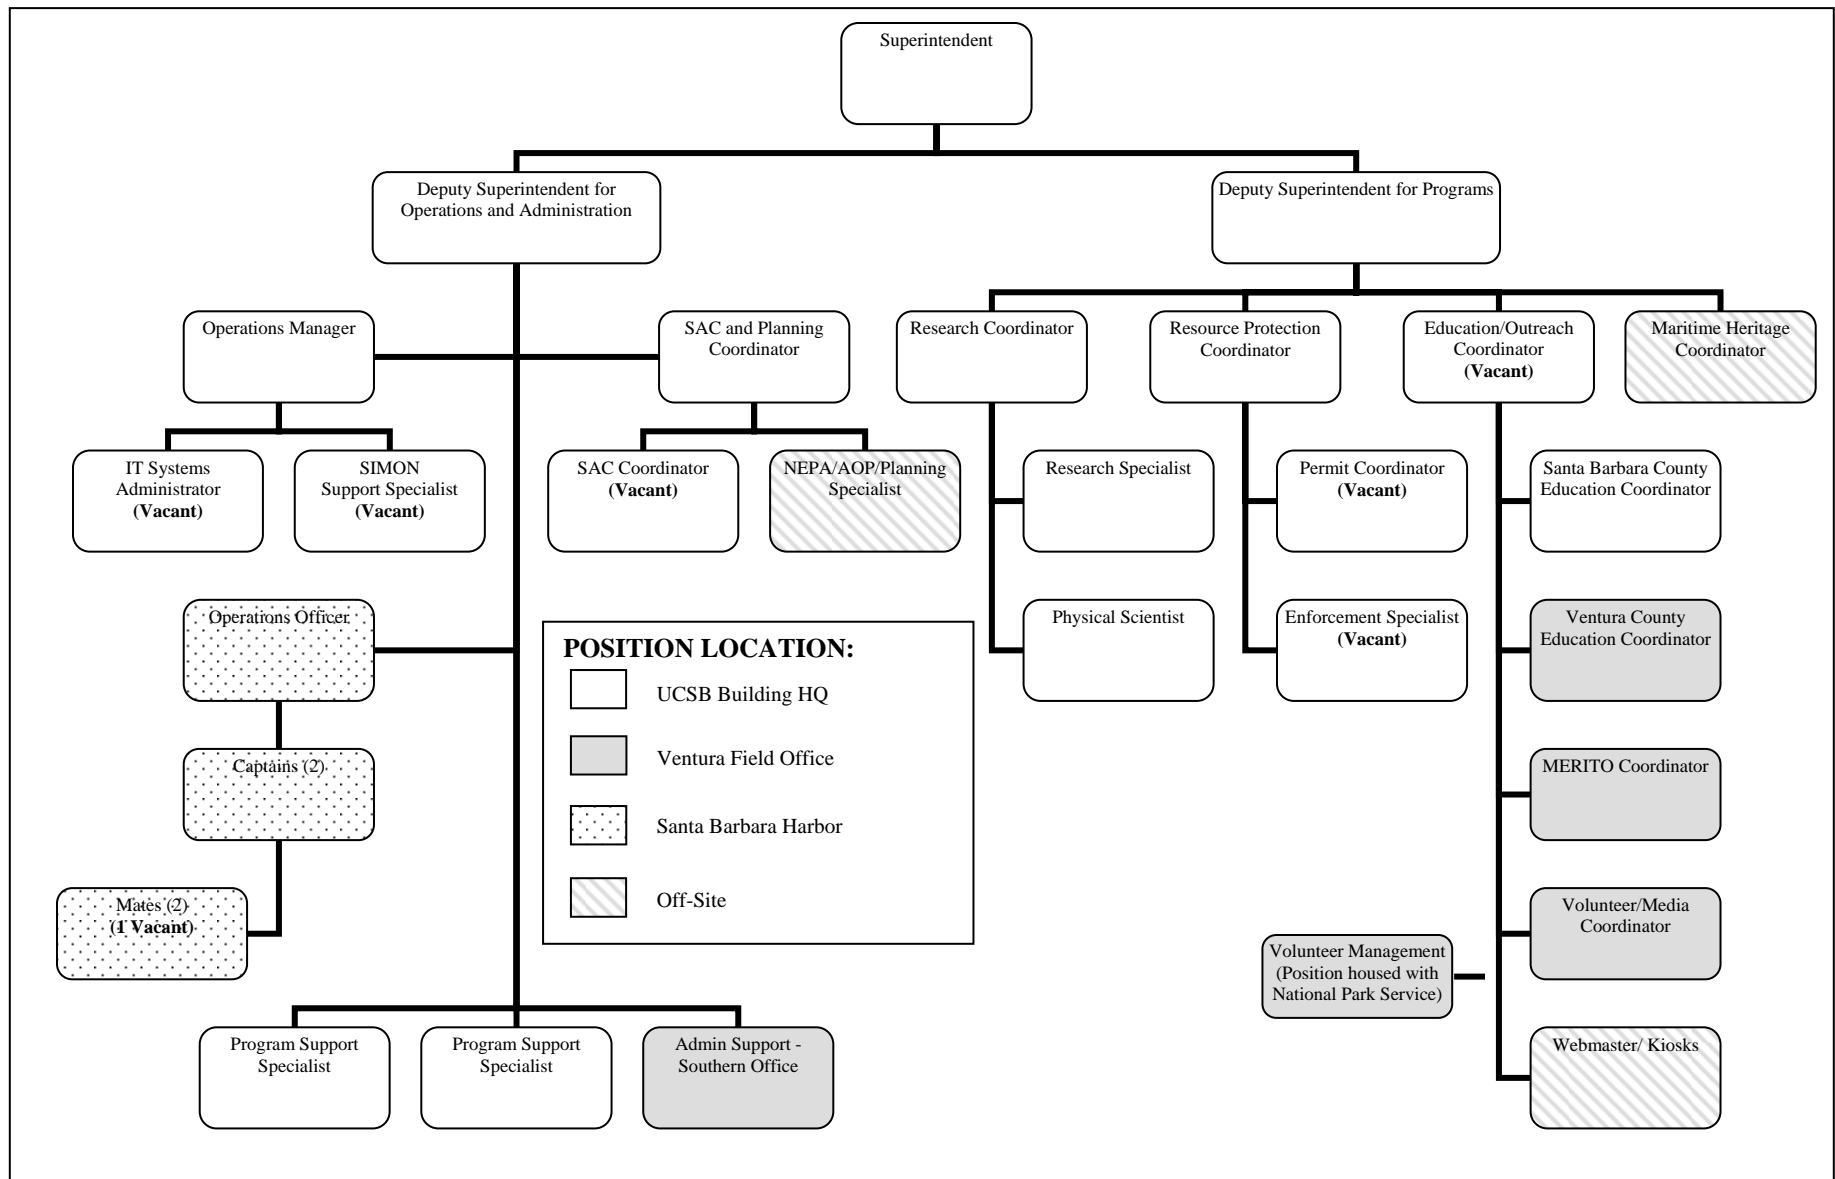 Superintendent
Deputy Superintendent for
Operations and Administration
Deputy Superintendent for Programs
Operations Manager
SAC and Planning
Coordinator
Research Coordinator
Resource Protection
Coordinator
Education/Outreach
Coordinator
(Vacant)
Maritime Heritage
Coordinator
IT Systems
Administrator
(Vacant)
SIMON
Support Specialist
(Vacant)
SAC Coordinator
(Vacant)
NEPA/AOP/Planning
Specialist
Research Specialist
Permit Coordinator
(Vacant)
Santa Barbara County
Education Coordinator
Operations Officer
Physical Scientist
Enforcement Specialist
(Vacant)
Ventura County
Education Coordinator
POSITION LOCATION:
UCSB Building HQ
Ventura Field Office
Santa Barbara Harbor
Off-Site
Captains (2)
MERITO Coordinator
Mates (2)
(1 Vacant)
Volunteer/Media
Coordinator
Volunteer Management
(Position housed with
National Park Service)
Program Support
Specialist
Program Support
Specialist
Admin Support -
Southern Office
Webmaster/ Kiosks